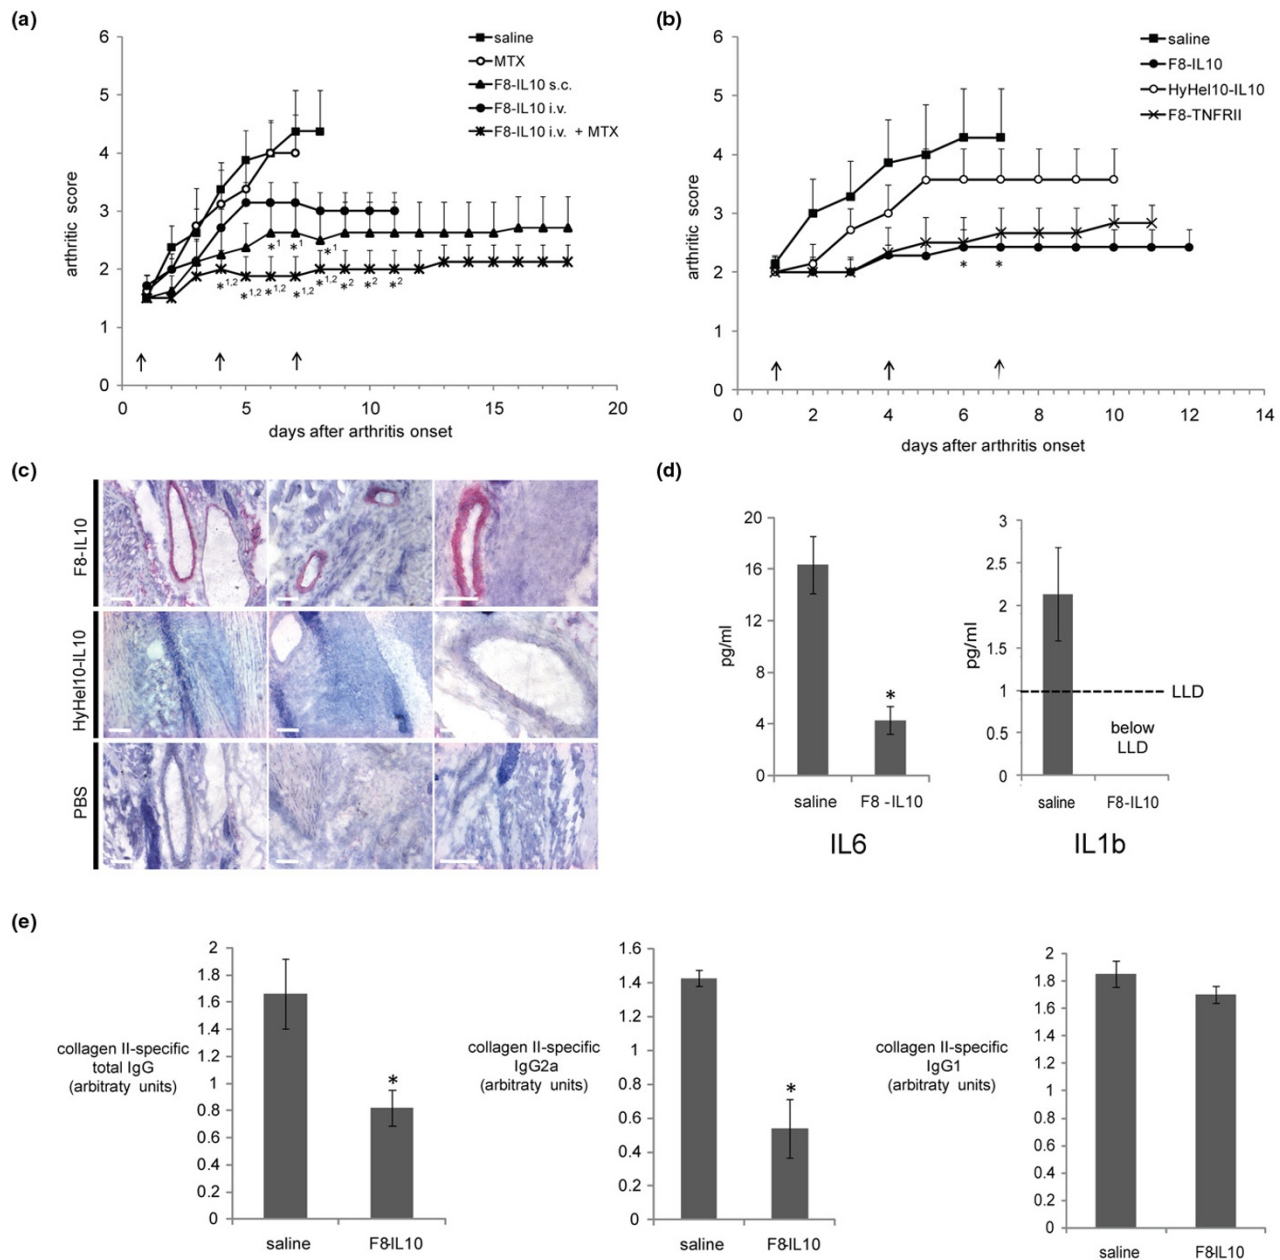 (a)
6
5
4
3
2
1
0
arthritic score
saline
MTX
F8-IL10 s.c.
F8-IL10 i.v.
F8-IL10 i.v. + MTX
*1 *1 *1
*1,2 *1,2 *1,2 *1,2 *1,2 *2 *2 *2
0 5 10 15 20
days after arthritis onset
(b)
6
5
4
3
2
1
0
arthritic score
saline
F8-IL10
HyHel10-IL10
F8-TNFRII
* *
0 2 4 6 8 10 12 14
days after arthritis onset
(c)
F8-IL10
HyHel10-IL10
PBS
(d)
20
16
12
8
4
0
pg/ml
*
saline F8 -IL10
IL6
3
2.5
2
1.5
1
0.5
0
pg/ml
LLD
below
LLD
saline F8-IL10
IL1b
(e)
collagen II-specific
total IgG
(arbitraty units)
2
1.8
1.6
1.4
1.2
1
0.8
0.6
0.4
0.2
0
*
saline F8-IL10
collagen II-specific
IgG2a
(arbitraty units)
1.6
1.4
1.2
1
0.8
0.6
0.4
0.2
0
*
saline F8-IL10
collagen II-specific
IgG1
(arbitraty units)
2
1.8
1.6
1.4
1.2
1
0.8
0.6
0.4
0.2
0
saline F8-IL10